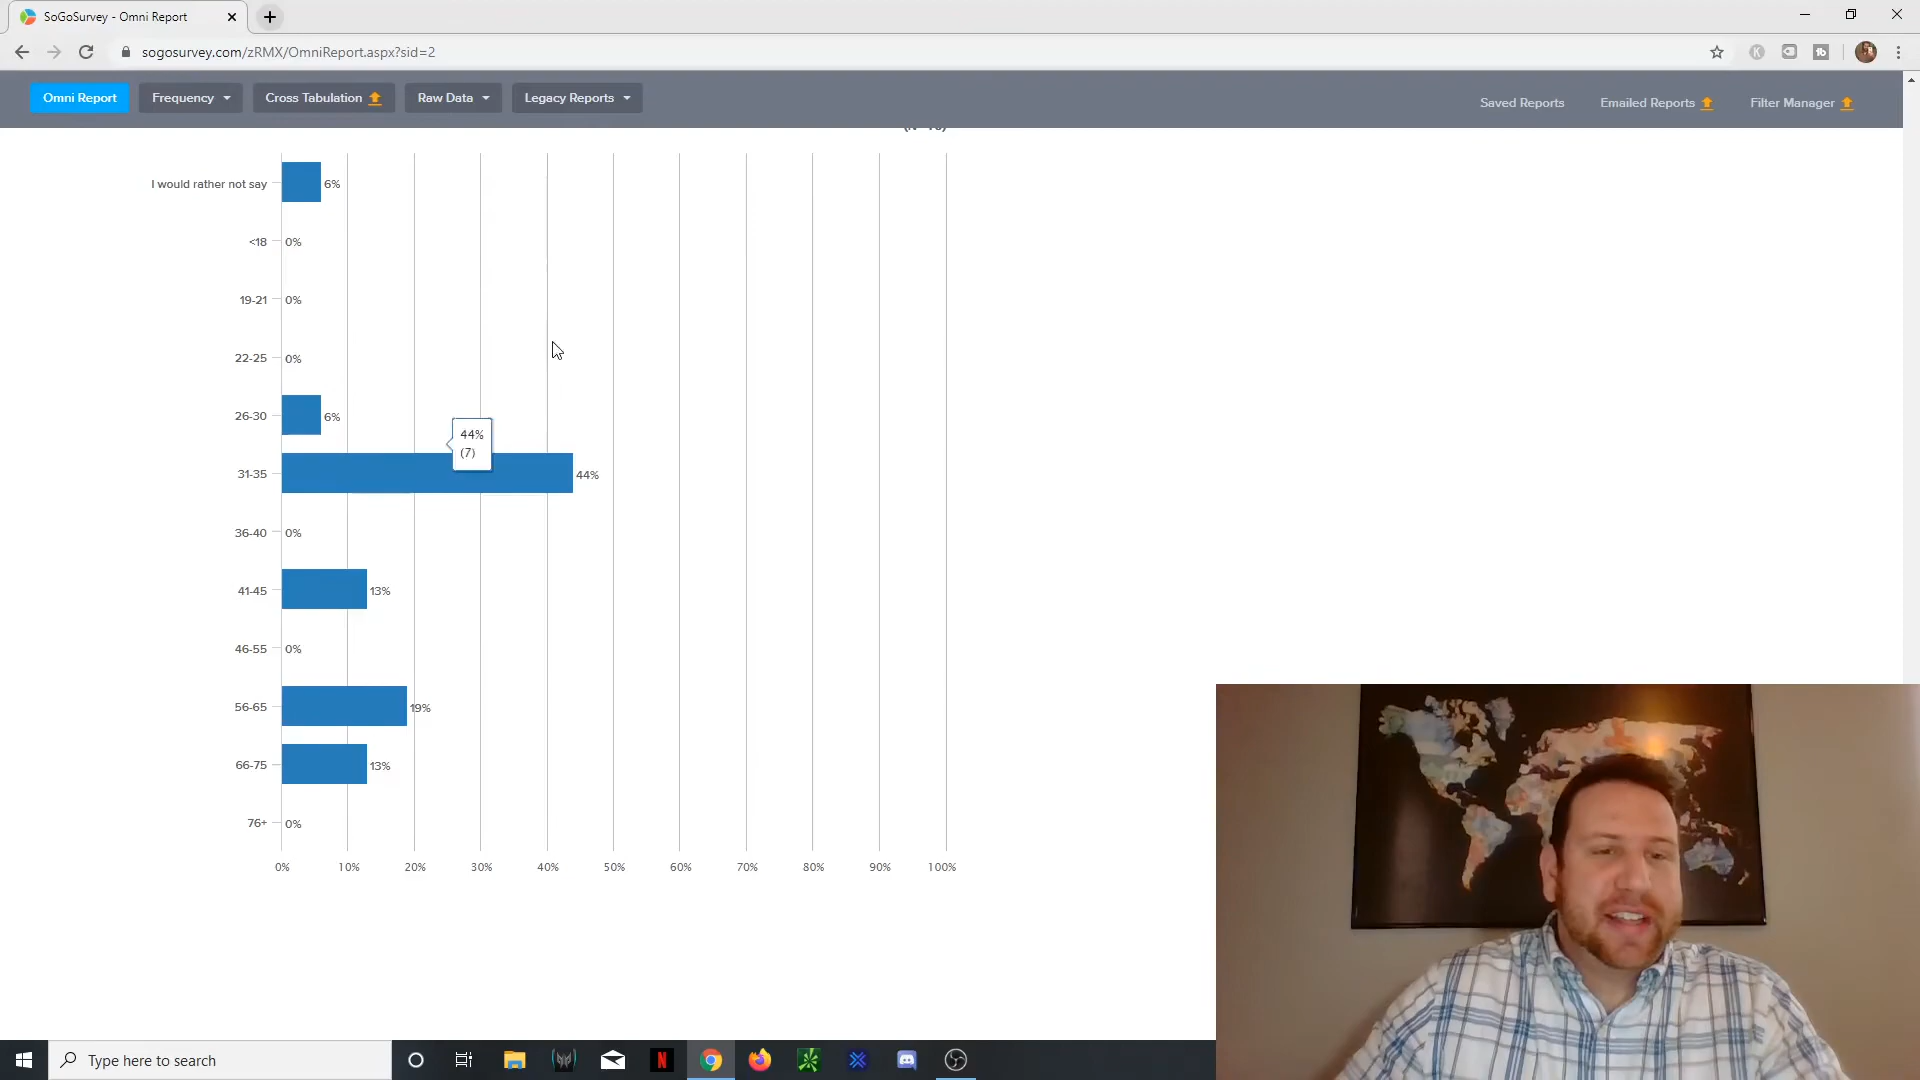 SoGoSurvey - Omni Report
sogosurvey.com/zRMX/OmniReport.aspx?sid=2
Omni Report Frequency Cross Tabulation Raw Data Legacy Reports Saved Reports Emailed Reports Filter Manager
I would rather not say 6%
<18 0%
19-21 0%
22-25 0%
26-30 6%
44%
(7)
31-35 44%
36-40 0%
41-45 13%
46-55 0%
56-65 19%
66-75 13%
76+ 0%
0% 10% 20% 30% 40% 50% 60% 70% 80% 90% 100%
Type here to search